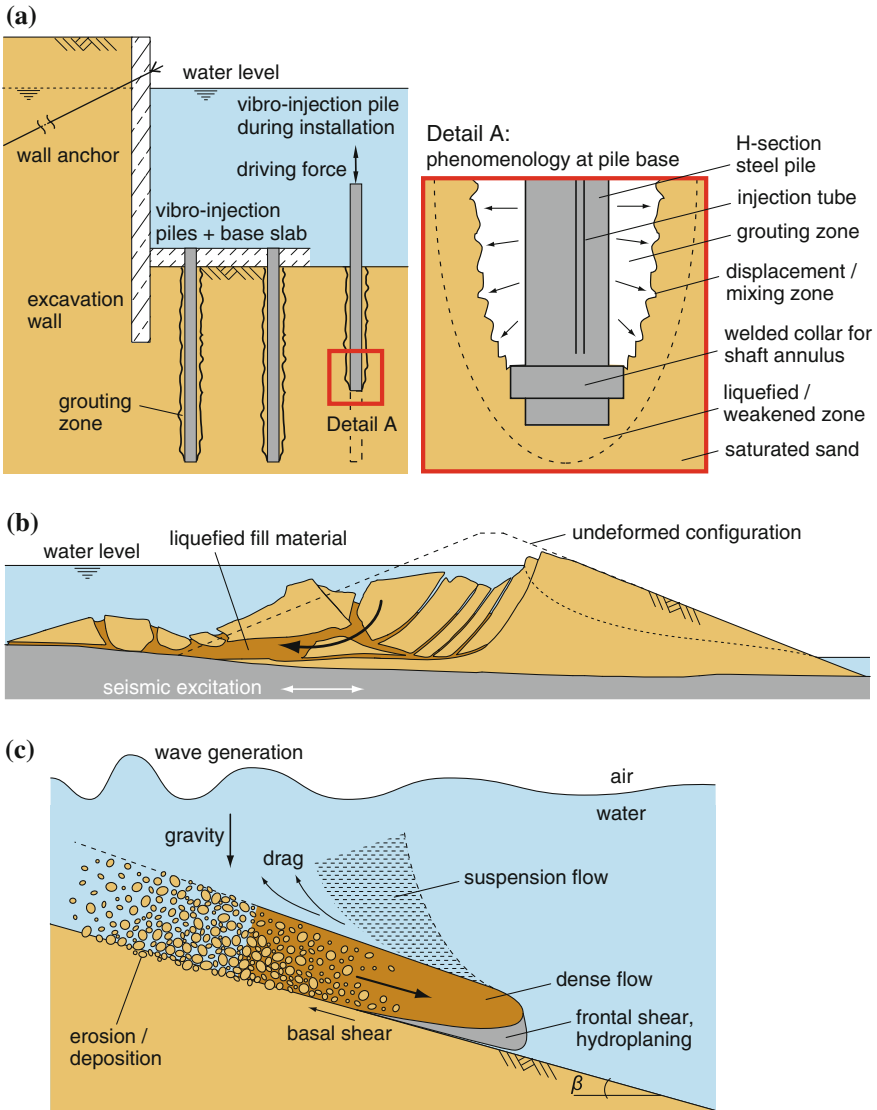 (a)
water level
wall anchor
vibro-injection pile
during installation
driving force
vibro-injection
piles + base slab
excavation
wall
grouting
zone
Detail A
Detail A:
phenomenology at pile base
H-section
steel pile
injection tube
grouting zone
displacement /
mixing zone
welded collar for
shaft annulus
liquefied /
weakened zone
saturated sand
(b)
water level
liquefied fill material
undeformed configuration
seismic excitation
(c)
wave generation
air
water
gravity
drag
suspension flow
dense flow
frontal shear,
hydroplaning
basal shear
erosion /
deposition
β